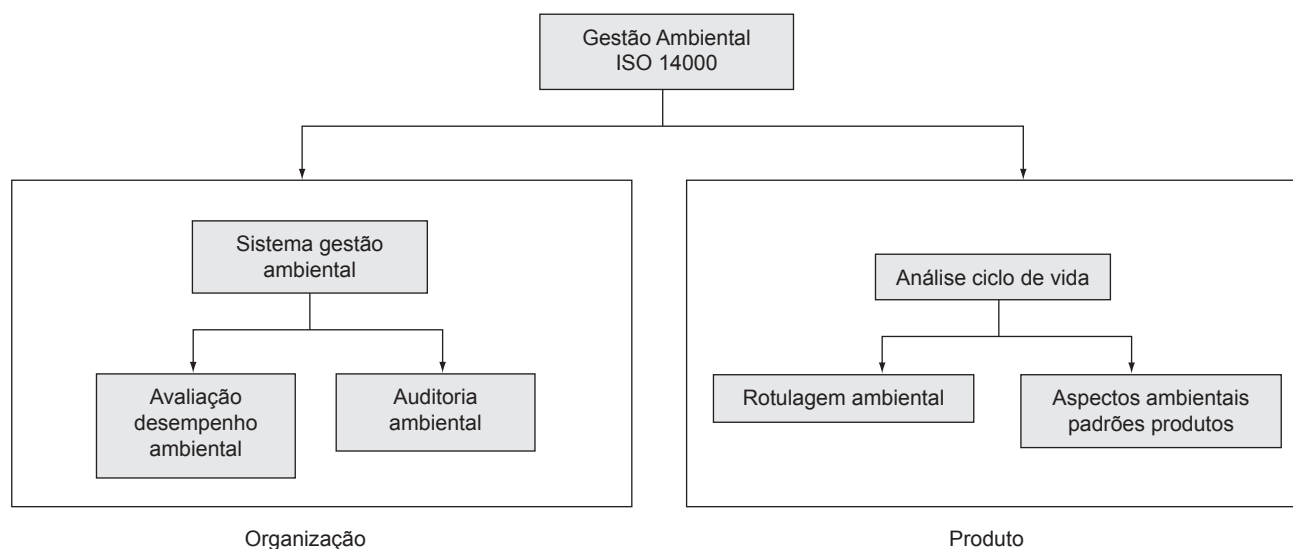 Gestão Ambiental
ISO 14000
Sistema gestão
ambiental
Avaliação
desempenho
ambiental
Auditoria
ambiental
Organização
Análise ciclo de vida
Rotulagem ambiental
Aspectos ambientais
padrões produtos
Produto